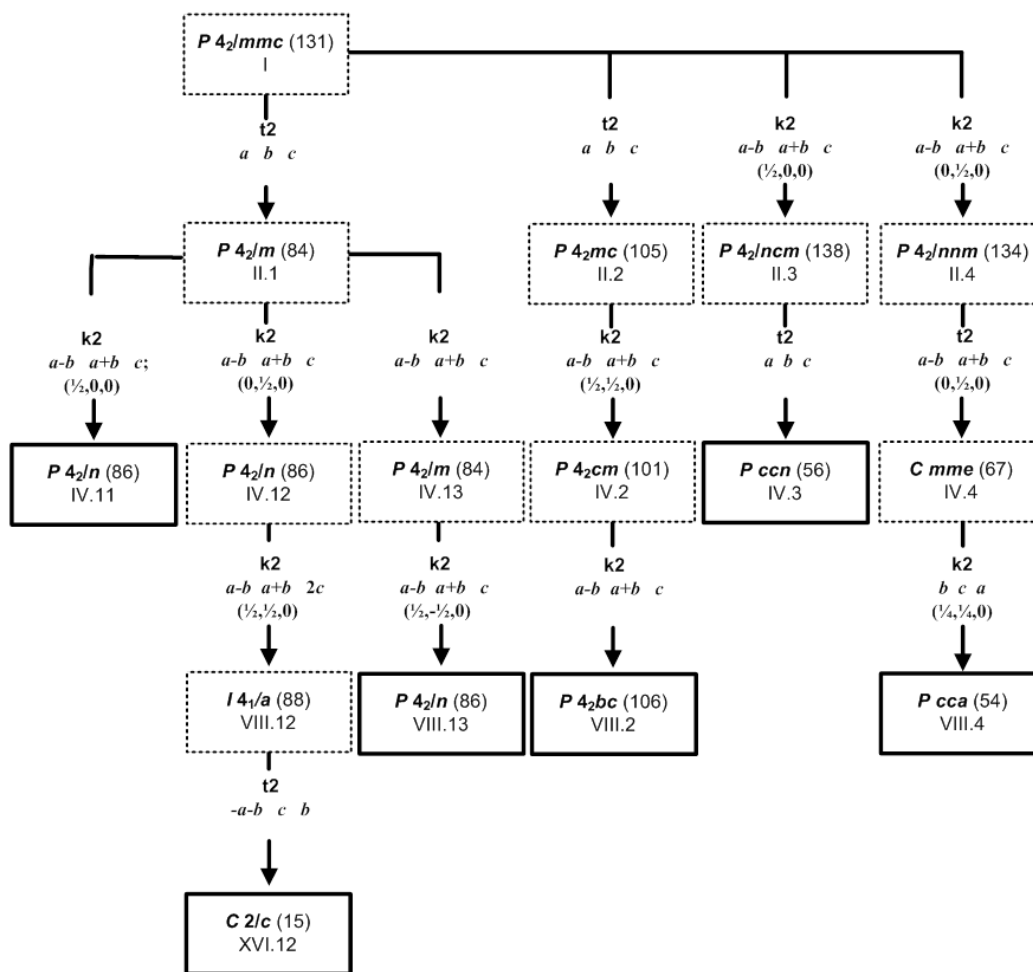 P 4₂/mmc (131)
I
t2
a b c
t2
a b c
k2
a-b a+b c
(½,0,0)
k2
a-b a+b c
(0,½,0)
P 4₂/m (84)
II.1
P 4₂mc (105)
II.2
P 4₂/ncm (138)
II.3
P 4₂/nnm (134)
II.4
k2
a-b a+b c;
(½,0,0)
k2
a-b a+b c
(0,½,0)
k2
a-b a+b c
k2
a-b a+b c
(½,½,0)
t2
a b c
t2
a-b a+b c
(0,½,0)
P 4₂/n (86)
IV.11
P 4₂/n (86)
IV.12
P 4₂/m (84)
IV.13
P 4₂cm (101)
IV.2
P ccn (56)
IV.3
C mme (67)
IV.4
k2
a-b a+b 2c
(½,½,0)
k2
a-b a+b c
(½,-½,0)
k2
a-b a+b c
k2
b c a
(¼,¼,0)
I 4₁/a (88)
VIII.12
P 4₂/n (86)
VIII.13
P 4₂bc (106)
VIII.2
P cca (54)
VIII.4
t2
-a-b c b
C 2/c (15)
XVI.12